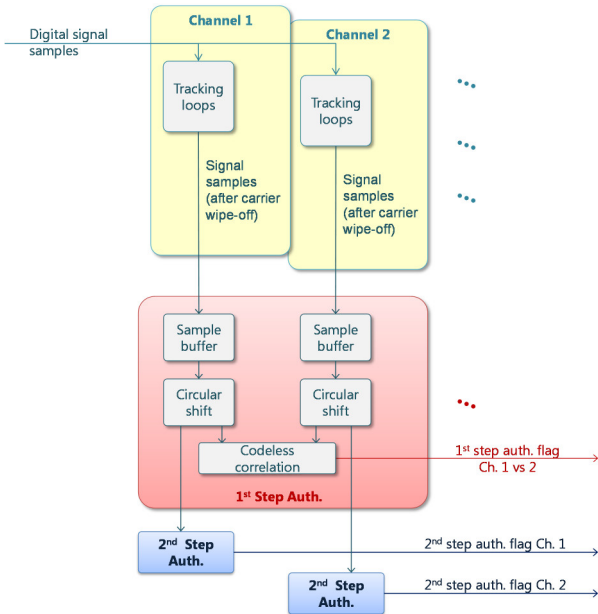 Channel 1
Channel 2
Digital signal
samples
Tracking
loops
Tracking
loops
Signal
samples
(after carrier
wipe-off)
Signal
samples
(after carrier
wipe-off)
Sample
buffer
Sample
buffer
Circular
shift
Circular
shift
Codeless
correlation
1st step auth. flag
Ch. 1 vs 2
1st Step Auth.
2nd Step
Auth.
2nd step auth. flag Ch. 1
2nd Step
Auth.
2nd step auth. flag Ch. 2